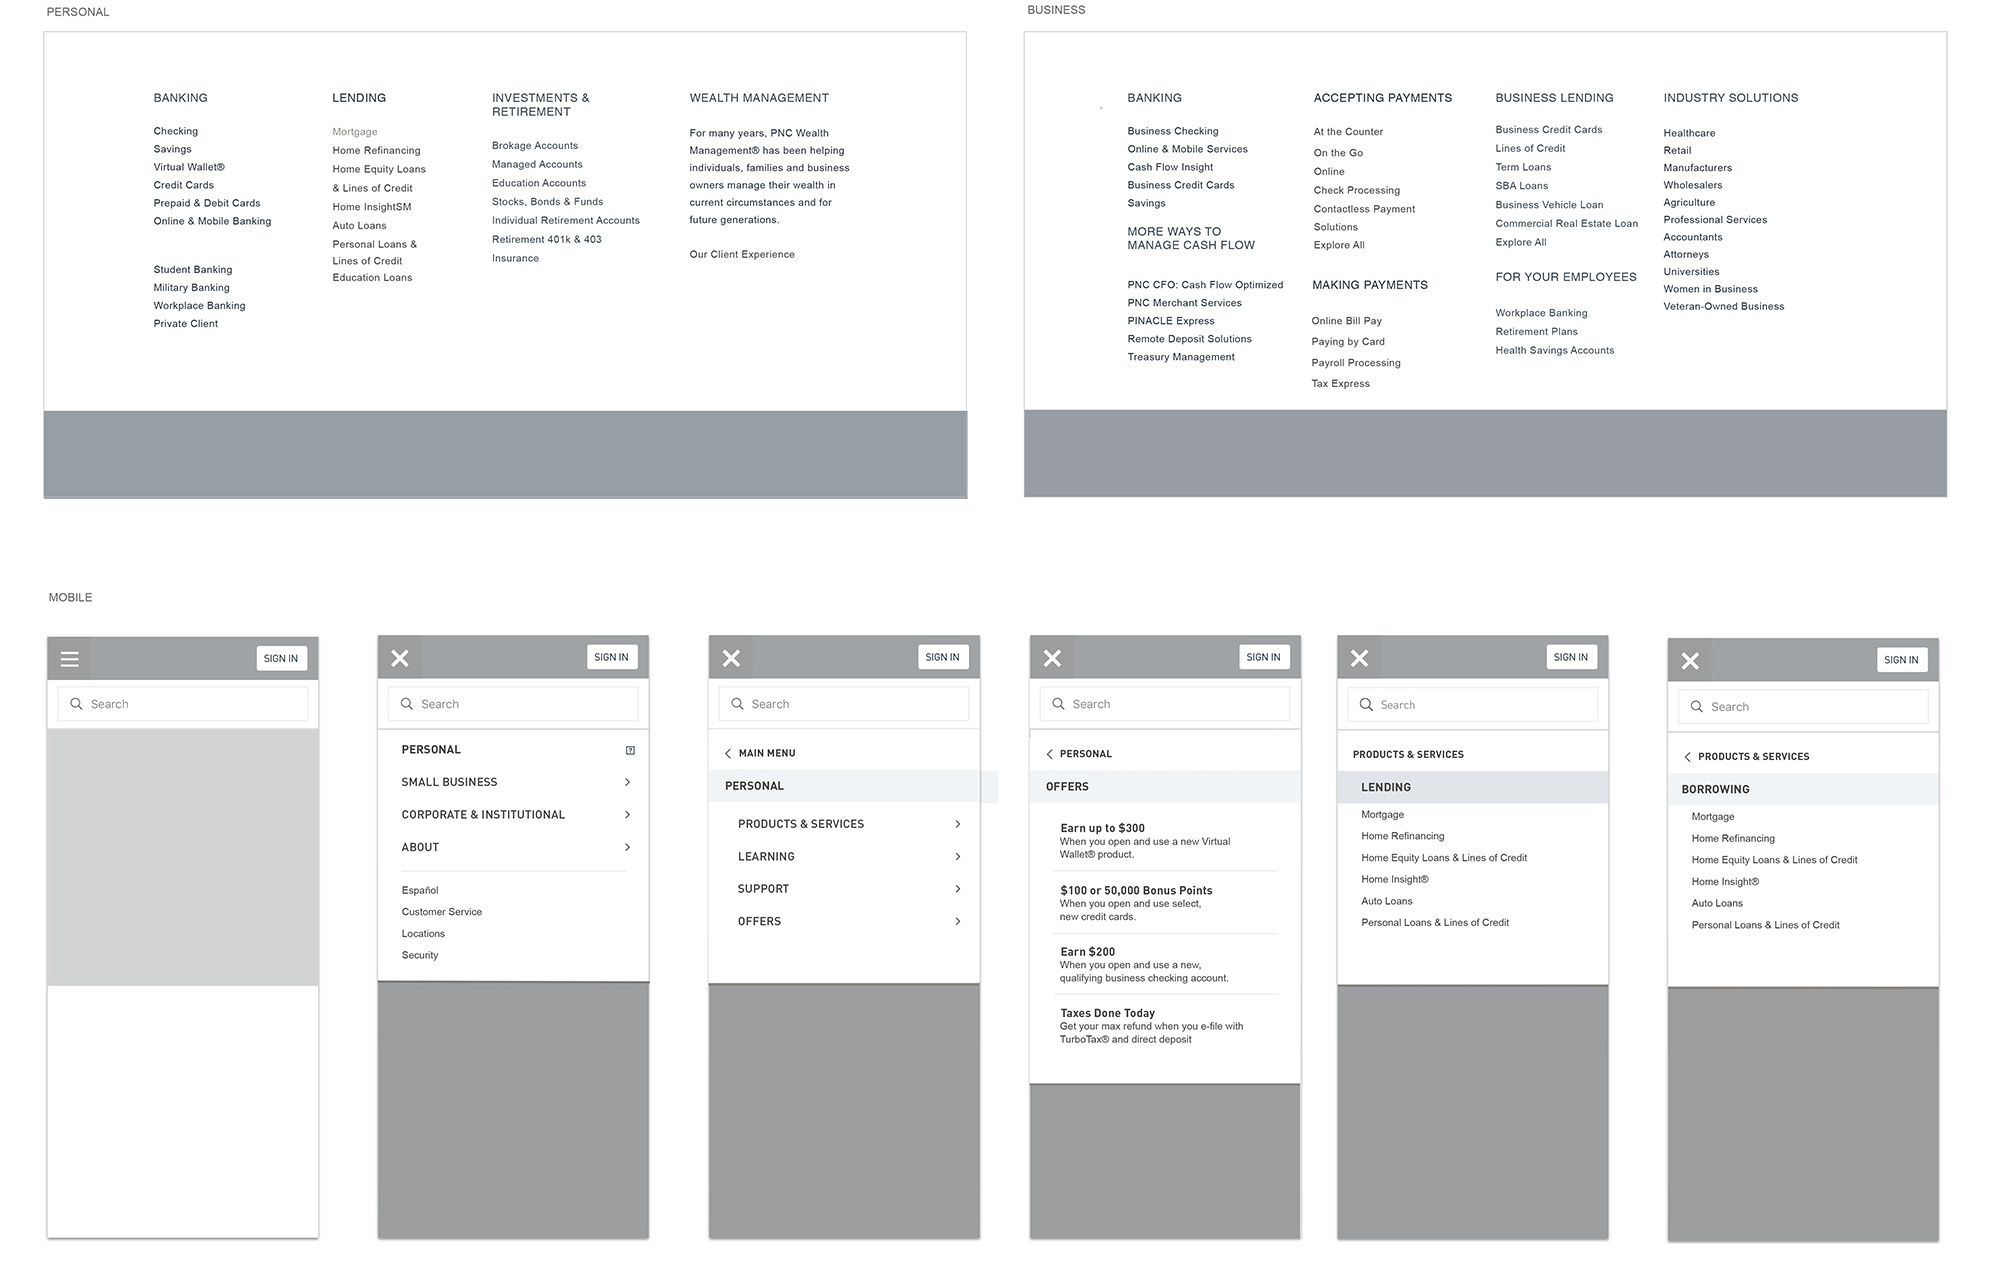 PERSONAL
BANKING
Checking
Savings
Virtual Wallet®
Credit Cards
Prepaid & Debit Cards
Online & Mobile Banking
Student Banking
Military Banking
Workplace Banking
Private Client
LENDING
Mortgage
Home Refinancing
Home Equity Loans
& Lines of Credit
Home InsightSM
Auto Loans
Personal Loans &
Lines of Credit
Education Loans
INVESTMENTS &
RETIREMENT
Brokage Accounts
Managed Accounts
Education Accounts
Stocks, Bonds & Funds
Individual Retirement Accounts
Retirement 401k & 403
Insurance
WEALTH MANAGEMENT
For many years, PNC Wealth
Management® has been helping
individuals, families and business
owners manage their wealth in
current circumstances and for
future generations.
Our Client Experience
BUSINESS
BANKING
Business Checking
Online & Mobile Services
Cash Flow Insight
Business Credit Cards
Savings
MORE WAYS TO
MANAGE CASH FLOW
PNC CFO: Cash Flow Optimized
PNC Merchant Services
PINACLE Express
Remote Deposit Solutions
Treasury Management
ACCEPTING PAYMENTS
At the Counter
On the Go
Online
Check Processing
Contactless Payment
Solutions
Explore All
MAKING PAYMENTS
Online Bill Pay
Paying by Card
Payroll Processing
Tax Express
BUSINESS LENDING
Business Credit Cards
Lines of Credit
Term Loans
SBA Loans
Business Vehicle Loan
Commercial Real Estate Loan
Explore All
FOR YOUR EMPLOYEES
Workplace Banking
Retirement Plans
Health Savings Accounts
INDUSTRY SOLUTIONS
Healthcare
Retail
Manufacturers
Wholesalers
Agriculture
Professional Services
Accountants
Attorneys
Universities
Women in Business
Veteran-Owned Business
MOBILE
SIGN IN
Search
SIGN IN
Search
PERSONAL
SMALL BUSINESS
CORPORATE & INSTITUTIONAL
ABOUT
Español
Customer Service
Locations
Security
SIGN IN
Search
MAIN MENU
PERSONAL
PRODUCTS & SERVICES
LEARNING
SUPPORT
OFFERS
SIGN IN
Search
PERSONAL
OFFERS
Earn up to $300
When you open and use a new Virtual
Wallet® product.
$100 or 50,000 Bonus Points
When you open and use select,
new credit cards.
Earn $200
When you open and use a new,
qualifying business checking account.
Taxes Done Today
Get your max refund when you e-file with
TurboTax® and direct deposit
SIGN IN
Search
PRODUCTS & SERVICES
LENDING
Mortgage
Home Refinancing
Home Equity Loans & Lines of Credit
Home Insight®
Auto Loans
Personal Loans & Lines of Credit
SIGN IN
Search
PRODUCTS & SERVICES
BORROWING
Mortgage
Home Refinancing
Home Equity Loans & Lines of Credit
Home Insight®
Auto Loans
Personal Loans & Lines of Credit